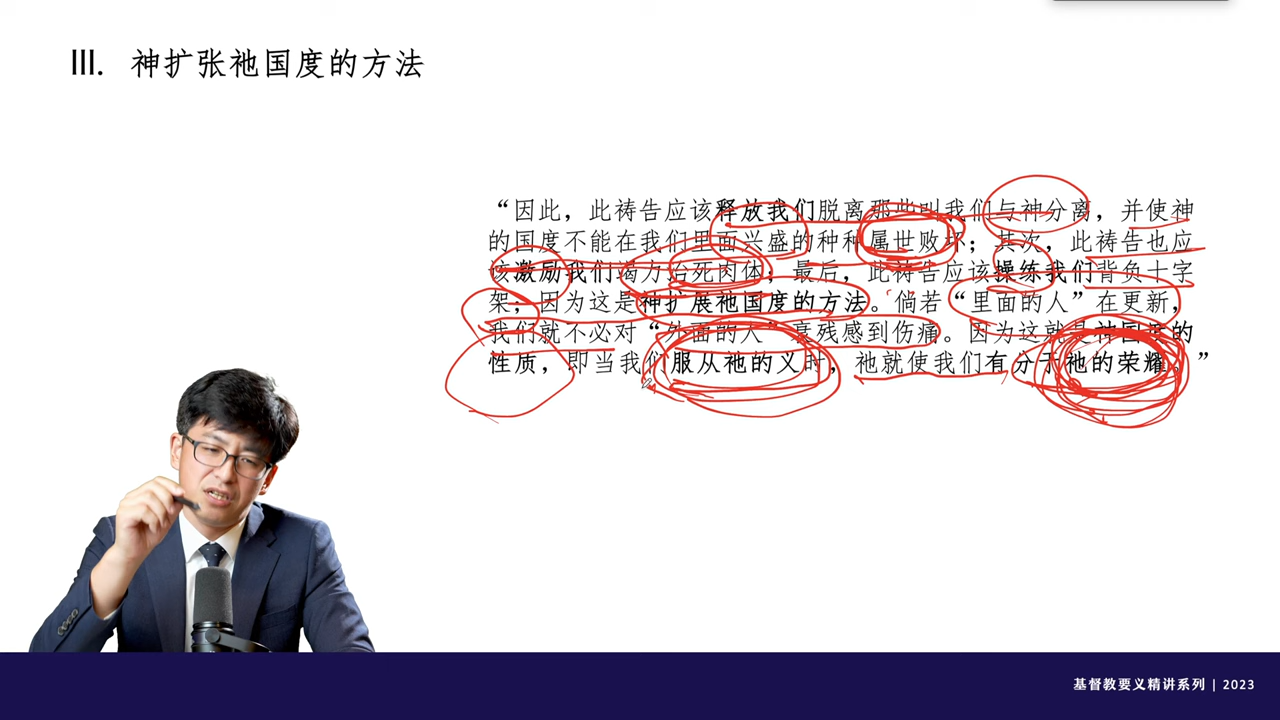 III. 神扩张祂国度的方法
“因此，此祷告应该释放我们脱离那些叫我们与神分离，并使神
的国度不能在我们里面兴盛的种种属世败坏；其次，此祷告也应
该激励我们竭力治死肉体；最后，此祷告应该操练我们背负十字
架；因为这是神扩展祂国度的方法。倘若“里面的人”在更新，
我们就不必对“外面的人”衰残感到伤痛。因为这就是神国度的
性质，即当我们服从祂的义时，祂就使我们有分于祂的荣耀。”
基督教要义精讲系列 | 2023